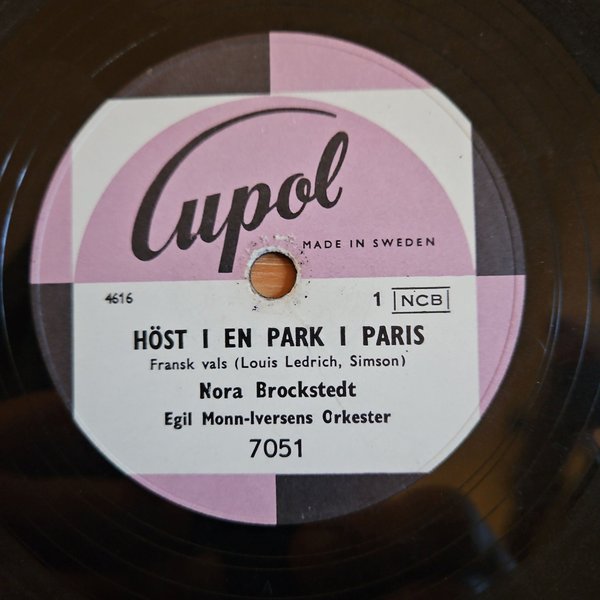 Cupol
MADE IN SWEDEN
4616 1 NCB
HÖST I EN PARK I PARIS
Fransk vals (Louis Ledrich, Simson)
Nora Brockstedt
Egil Monn-Iversens Orkester
7051